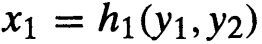 x₁ = h₁(y₁, y₂)